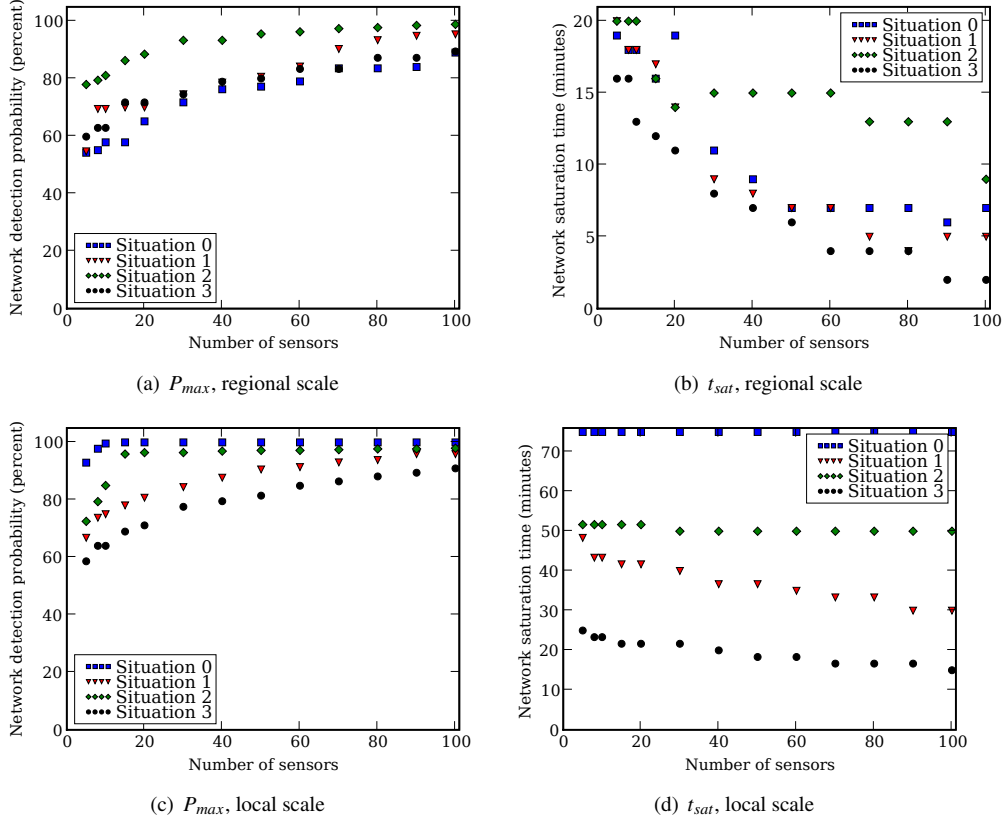 Network detection probability (percent)
100
80
60
40
20
0
Situation 0
Situation 1
Situation 2
Situation 3
0 20 40 60 80 100
Number of sensors
(a) Pmax, regional scale
Network saturation time (minutes)
20
15
10
5
0
Situation 0
Situation 1
Situation 2
Situation 3
0 20 40 60 80 100
Number of sensors
(b) tsat, regional scale
Network detection probability (percent)
100
80
60
40
20
0
Situation 0
Situation 1
Situation 2
Situation 3
0 20 40 60 80 100
Number of sensors
(c) Pmax, local scale
Network saturation time (minutes)
70
60
50
40
30
20
10
0
Situation 0
Situation 1
Situation 2
Situation 3
0 20 40 60 80 100
Number of sensors
(d) tsat, local scale